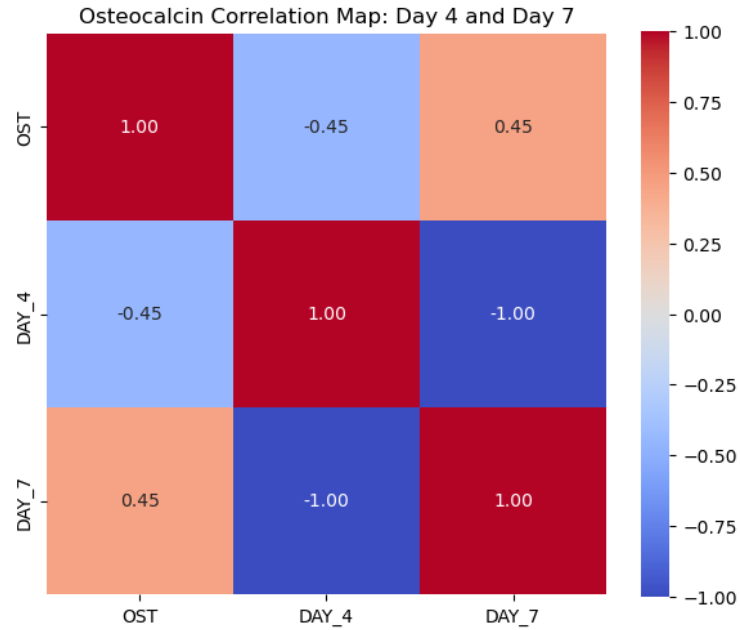 Osteocalcin Correlation Map: Day 4 and Day 7
OST
1.00
-0.45
0.45
DAY_4
-0.45
1.00
-1.00
DAY_7
0.45
-1.00
1.00
OST
DAY_4
DAY_7
1.00
0.75
0.50
0.25
0.00
−0.25
−0.50
−0.75
−1.00